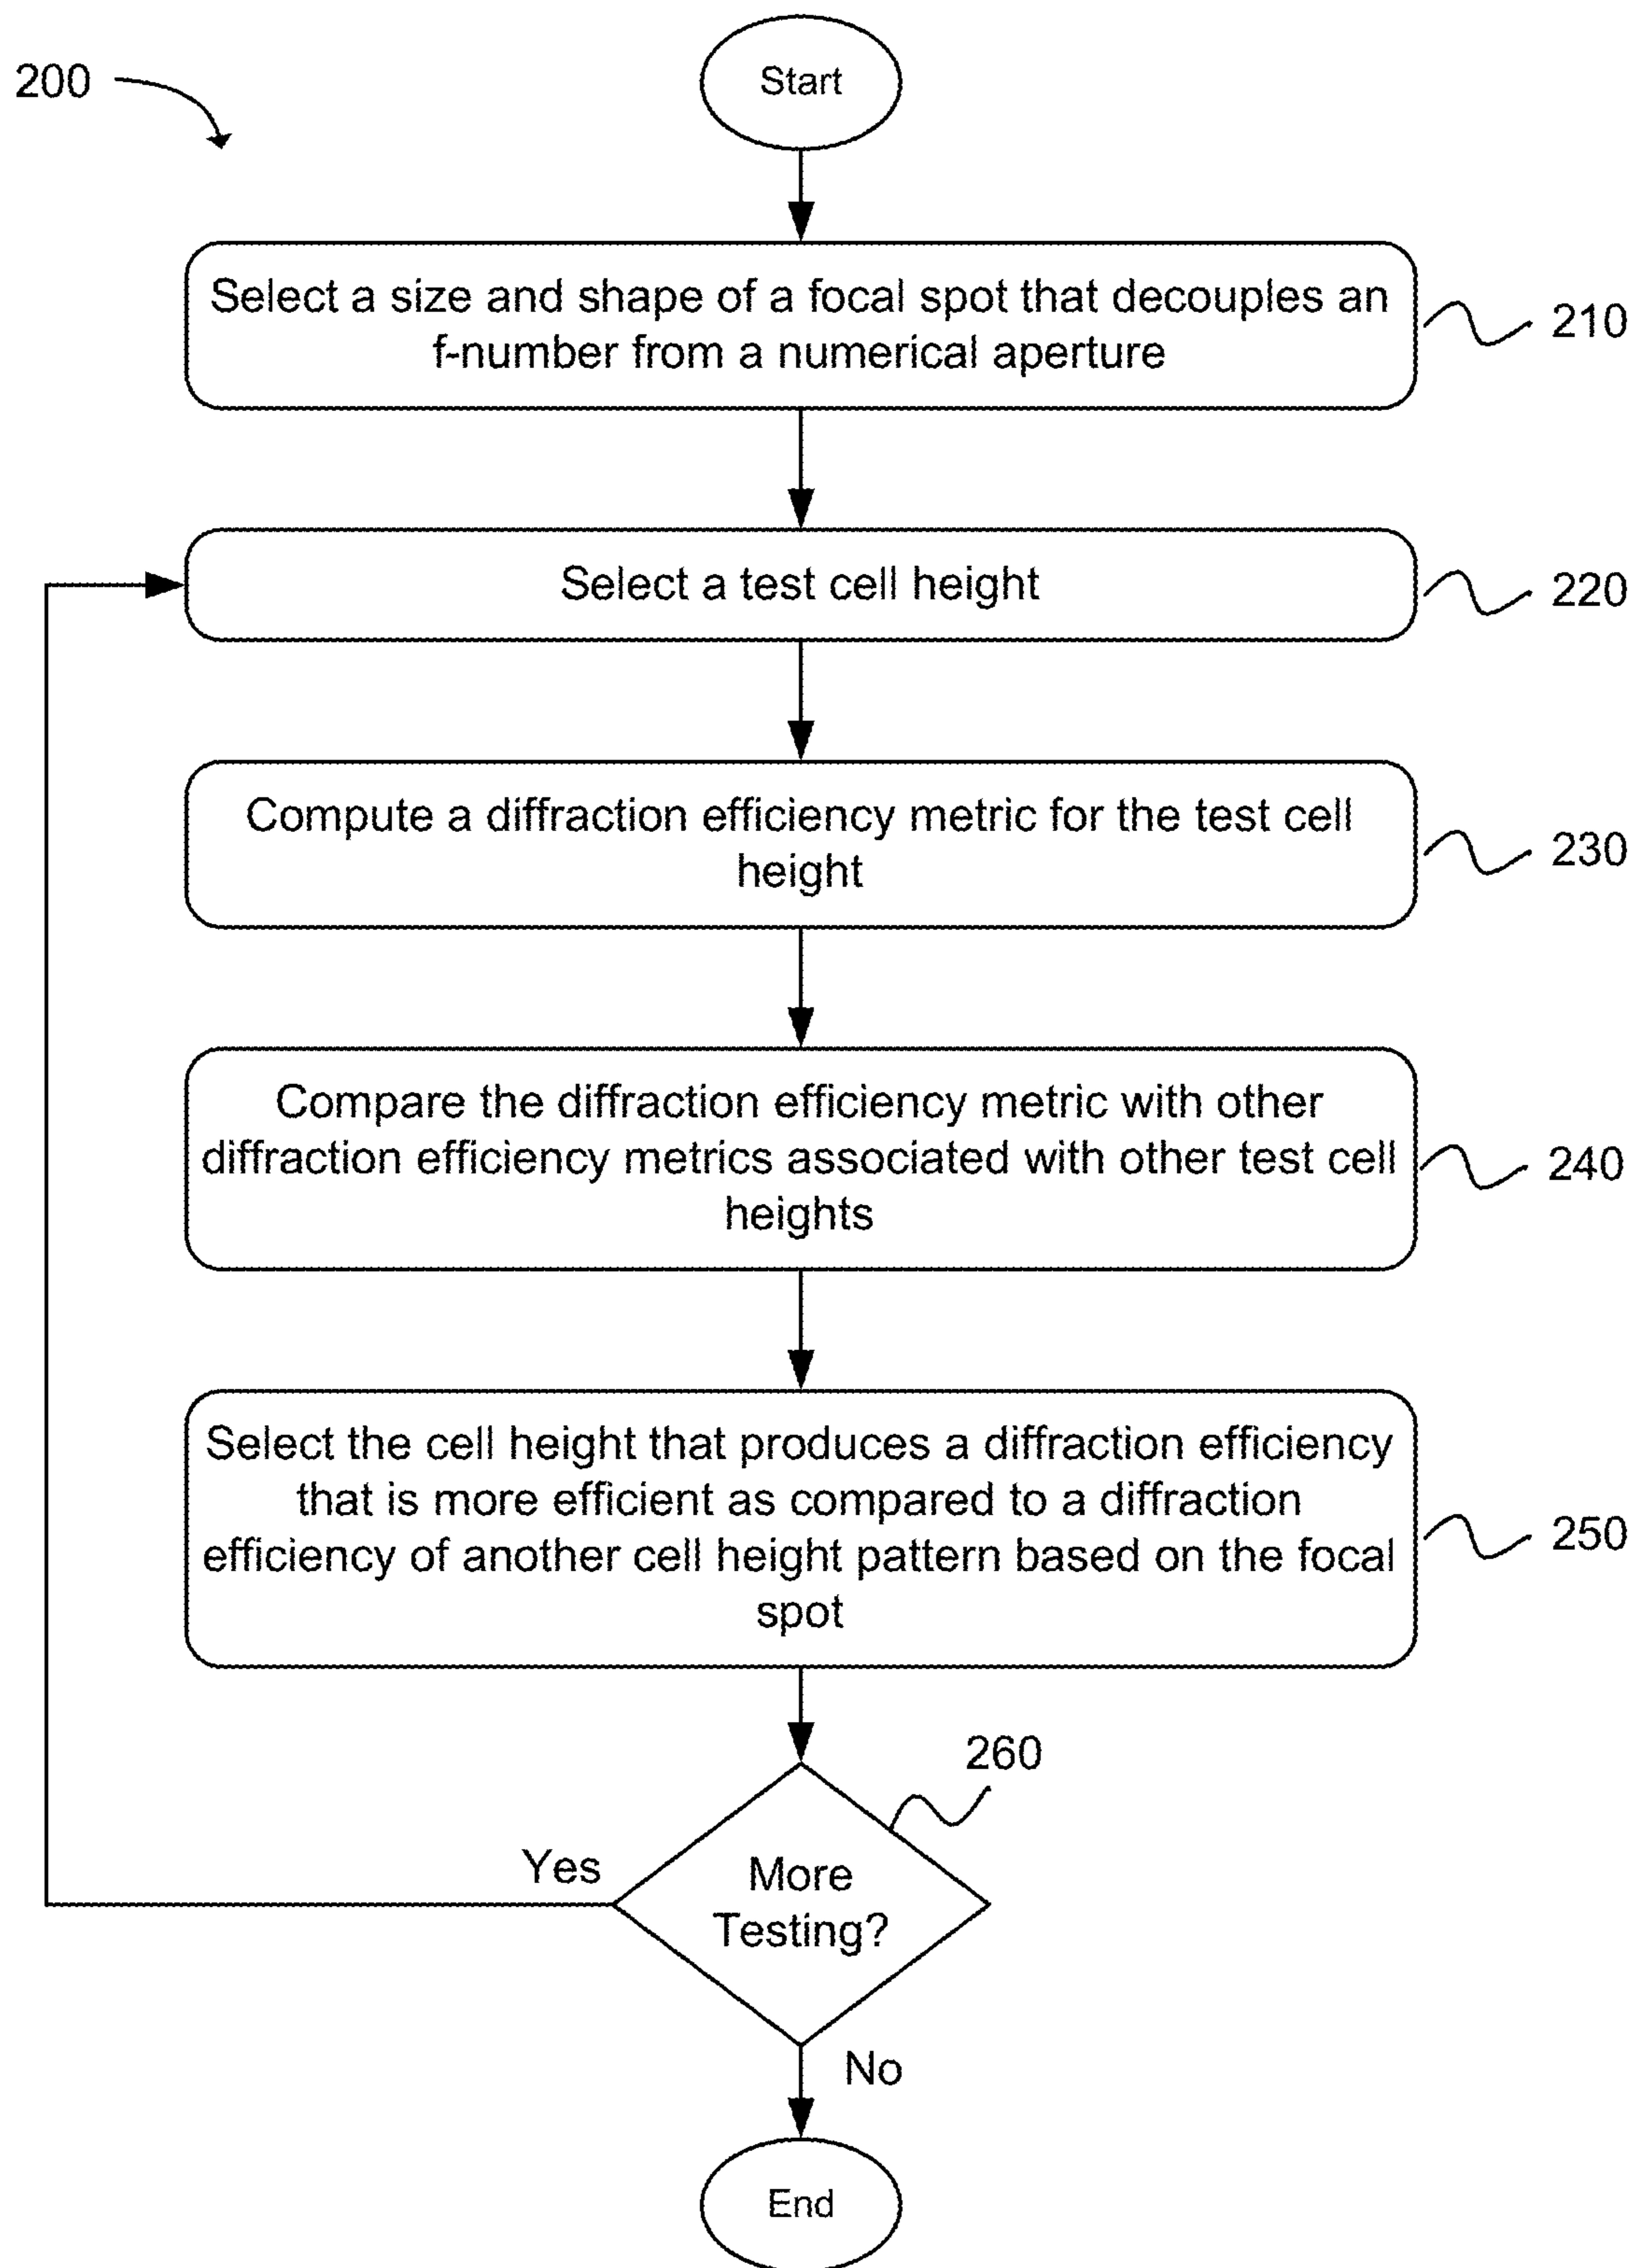 200
Start
Select a size and shape of a focal spot that decouples an
f-number from a numerical aperture
210
Select a test cell height
220
Compute a diffraction efficiency metric for the test cell
height
230
Compare the diffraction efficiency metric with other
diffraction efficiency metrics associated with other test cell
heights
240
Select the cell height that produces a diffraction efficiency
that is more efficient as compared to a diffraction
efficiency of another cell height pattern based on the focal
spot
250
260
Yes
More
Testing?
No
End